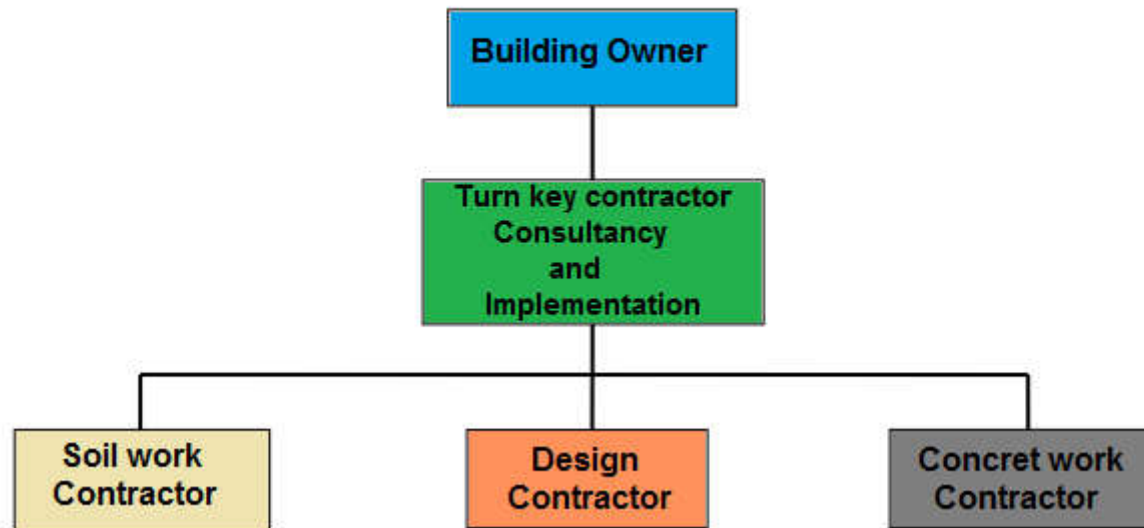 Building Owner
Turn key contractor
Consultancy
and
Implementation
Soil work
Contractor
Design
Contractor
Concret work
Contractor